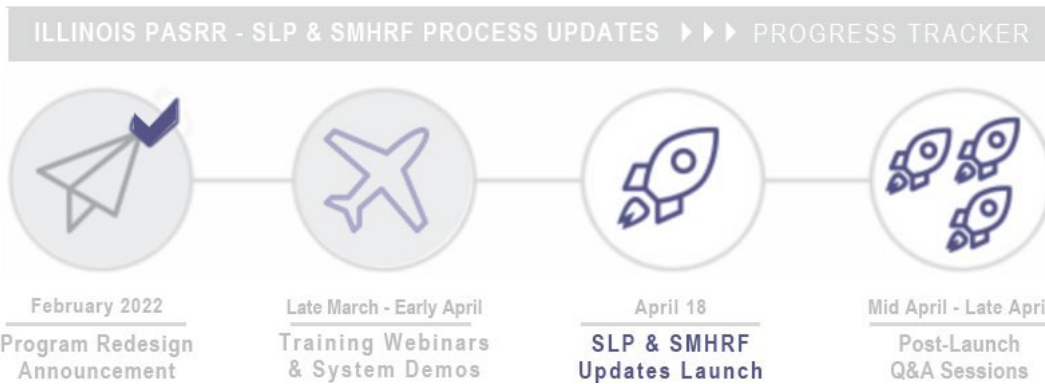 ILLINOIS PASRR - SLP & SMHRF PROCESS UPDATES PROGRESS TRACKER
February 2022
Program Redesign
Announcement
Late March - Early April
Training Webinars
& System Demos
April 18
SLP & SMHRF
Updates Launch
Mid April - Late Apri
Post-Launch
Q&A Sessions